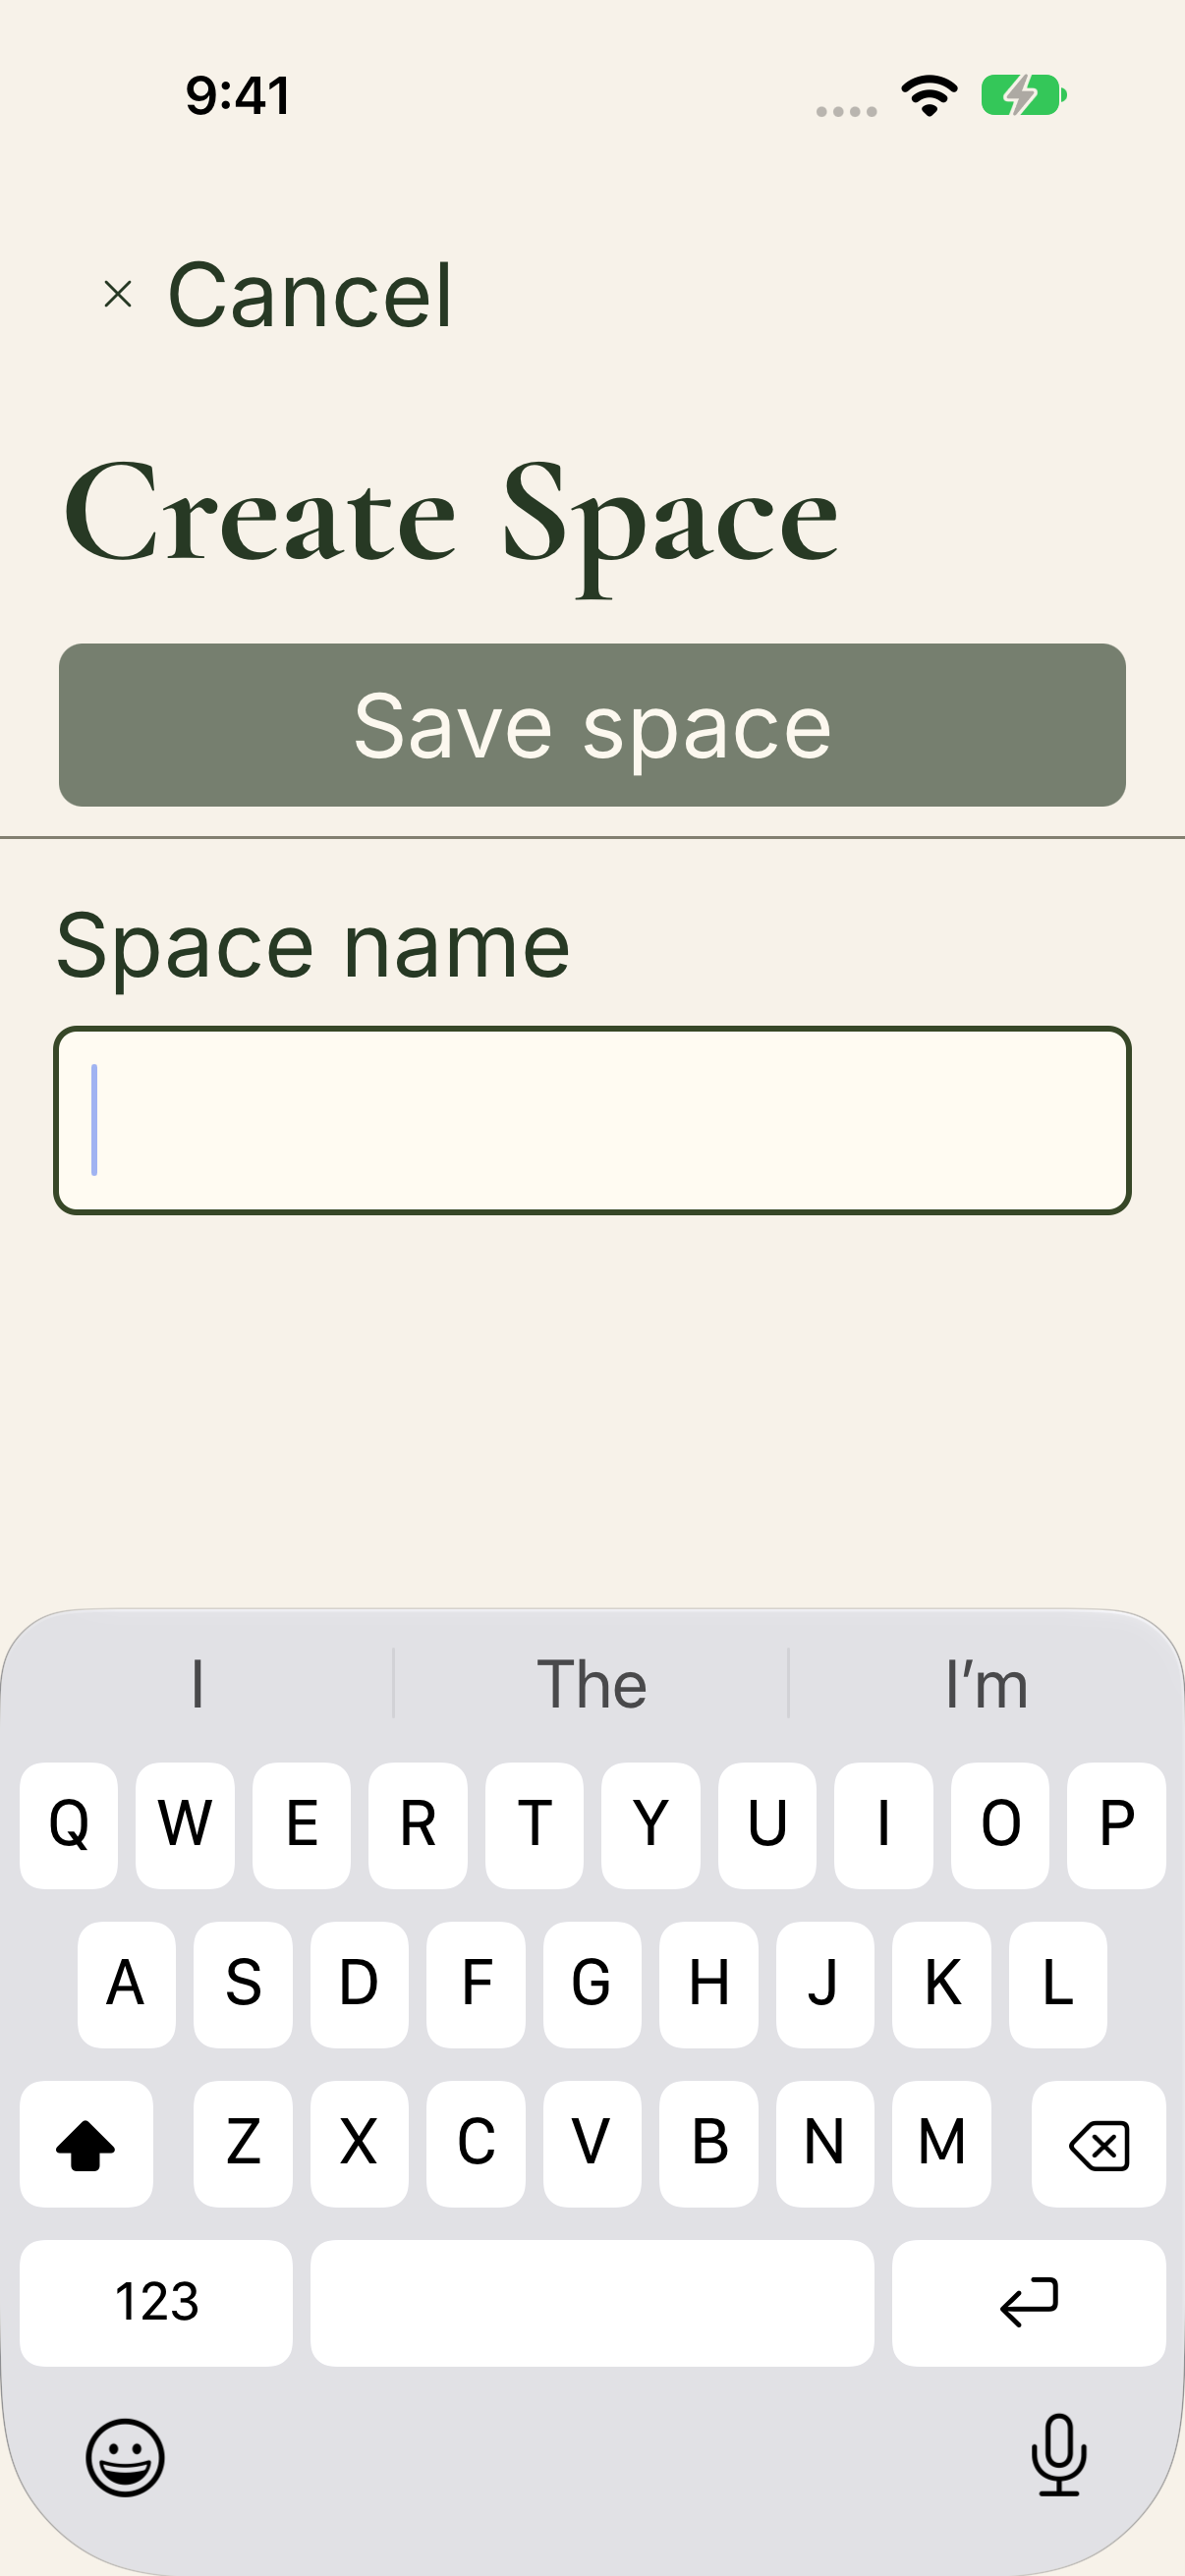 9:41
Cancel
Create Space
Save space
Space name
I The I’m
Q W E R T Y U I O P
A S D F G H J K L
Z X C V B N M
123